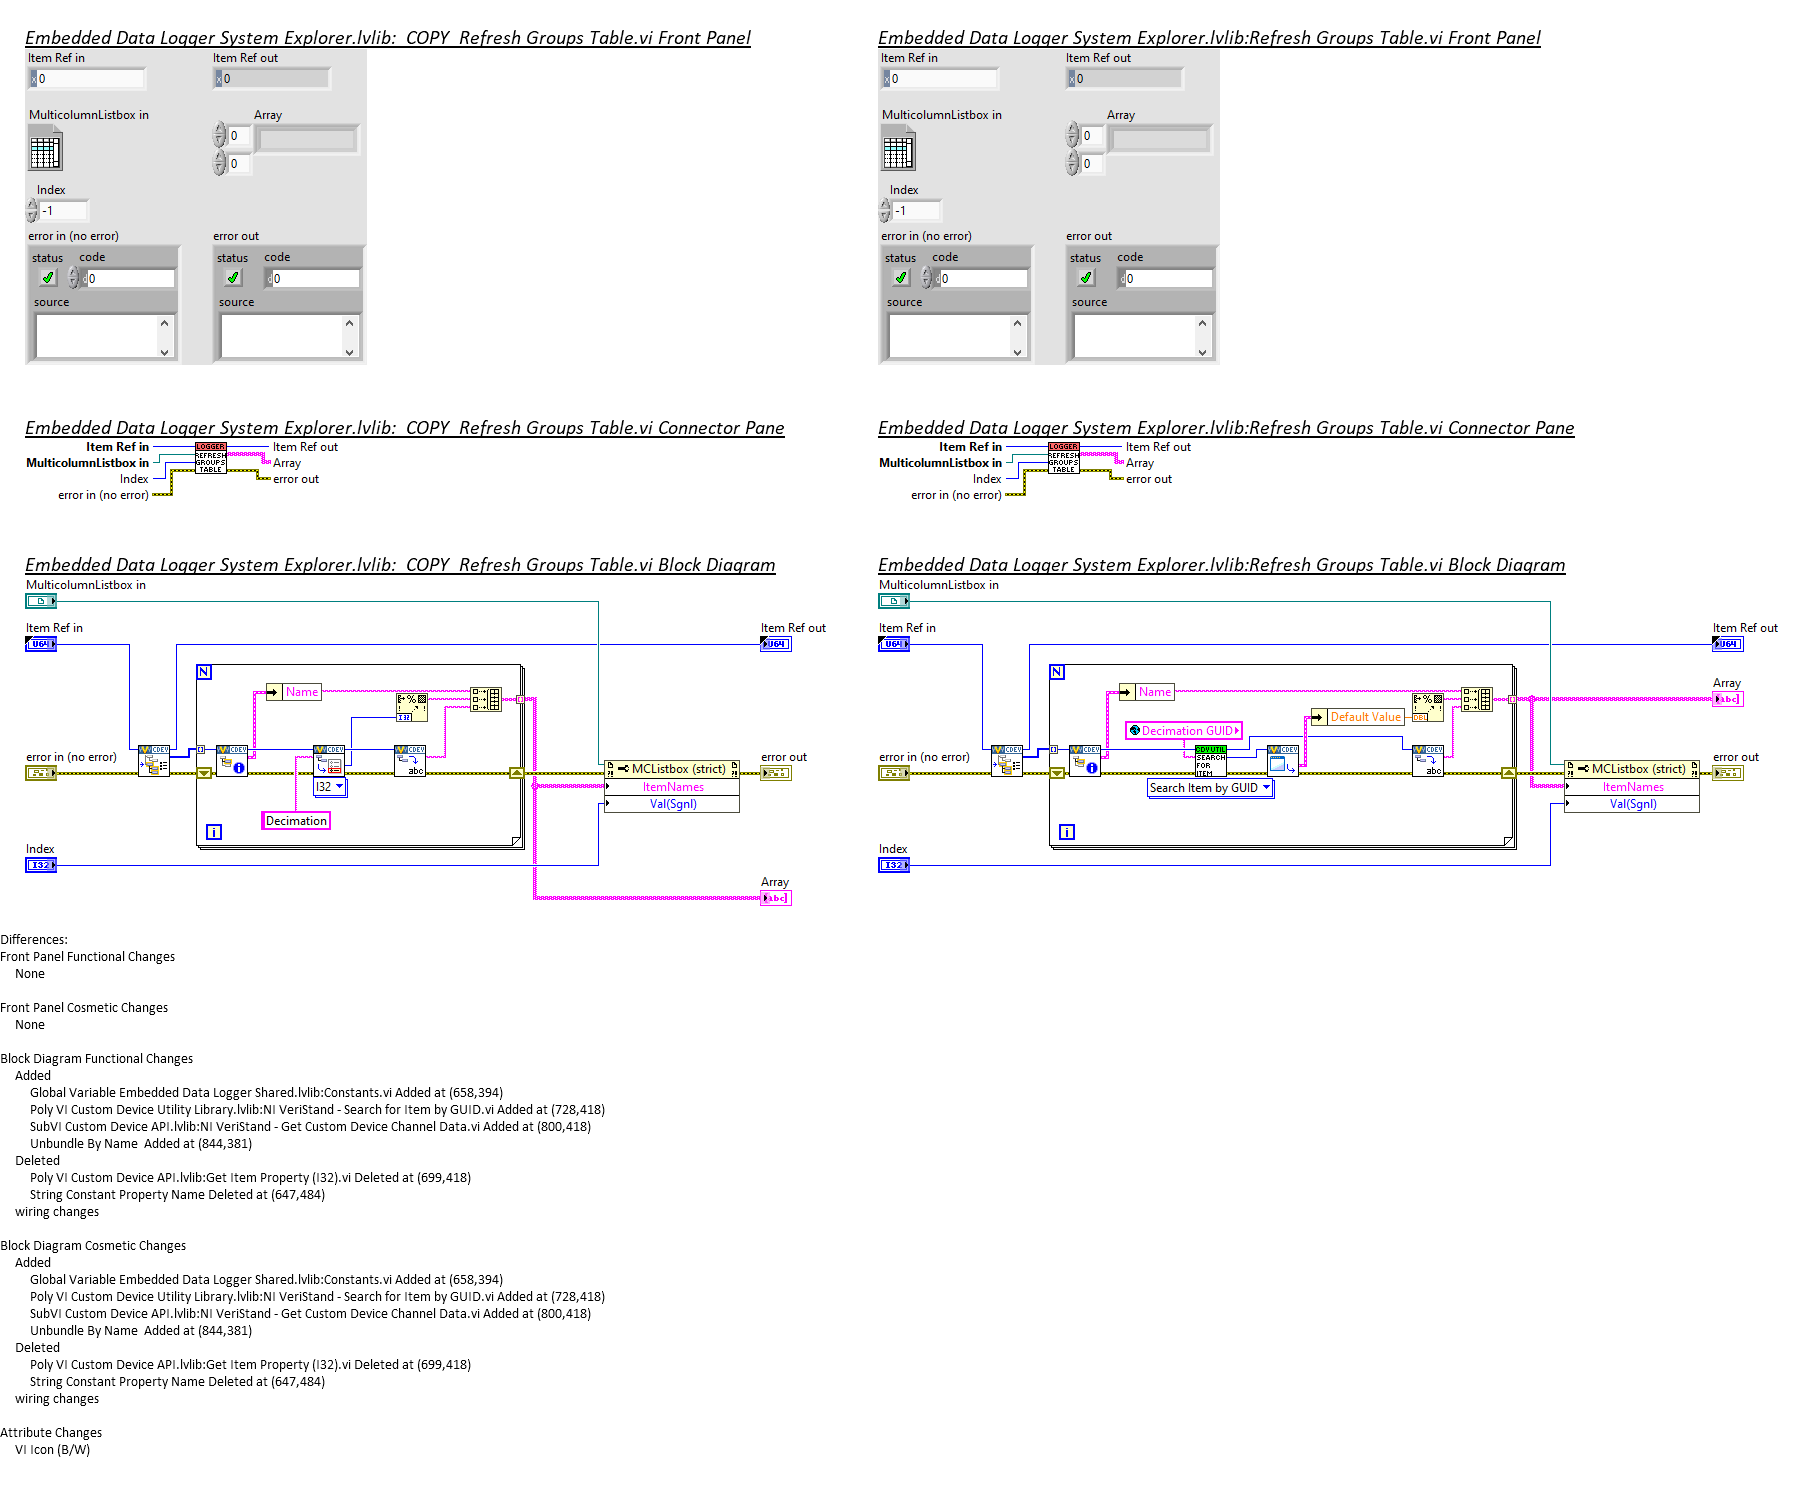 Embedded Data Logger System Explorer.lvlib:  COPY  Refresh Groups Table.vi Front Panel
Item Ref in
Item Ref out
x 0
x 0
MulticolumnListbox in
Array
0
0
Index
-1
error in (no error)
error out
status code
status code
d 0
d 0
source
source
Embedded Data Logger System Explorer.lvlib:Refresh Groups Table.vi Front Panel
Item Ref in
Item Ref out
x 0
x 0
MulticolumnListbox in
Array
0
0
Index
-1
error in (no error)
error out
status code
status code
d 0
d 0
source
source
Embedded Data Logger System Explorer.lvlib:  COPY  Refresh Groups Table.vi Connector Pane
Item Ref in
MulticolumnListbox in
Index
error in (no error)
LOGGER
REFRESH
GROUPS
TABLE
Item Ref out
Array
error out
Embedded Data Logger System Explorer.lvlib:Refresh Groups Table.vi Connector Pane
Item Ref in
MulticolumnListbox in
Index
error in (no error)
LOGGER
REFRESH
GROUPS
TABLE
Item Ref out
Array
error out
Embedded Data Logger System Explorer.lvlib:  COPY  Refresh Groups Table.vi Block Diagram
MulticolumnListbox in
Item Ref in
U64
Item Ref out
U64
N
Name
I32
error in (no error)
CDEV
CDEV
CDEV
CDEV
abc
I32
Decimation
i
error out
MCListbox (strict)
ItemNames
Val(Sgnl)
Index
I32
Array
[abc]
Embedded Data Logger System Explorer.lvlib:Refresh Groups Table.vi Block Diagram
MulticolumnListbox in
Item Ref in
U64
Item Ref out
U64
N
Name
Array
[abc]
Default Value
DBL
Decimation GUID
error in (no error)
CDEV
CDEV
CDV UTIL
SEARCH
FOR
ITEM
CDEV
CDEV
abc
Search Item by GUID
i
error out
MCListbox (strict)
ItemNames
Val(Sgnl)
Index
I32
Differences:
Front Panel Functional Changes
None
Front Panel Cosmetic Changes
None
Block Diagram Functional Changes
Added
Global Variable Embedded Data Logger Shared.lvlib:Constants.vi Added at (658,394)
Poly VI Custom Device Utility Library.lvlib:NI VeriStand - Search for Item by GUID.vi Added at (728,418)
SubVI Custom Device API.lvlib:NI VeriStand - Get Custom Device Channel Data.vi Added at (800,418)
Unbundle By Name  Added at (844,381)
Deleted
Poly VI Custom Device API.lvlib:Get Item Property (I32).vi Deleted at (699,418)
String Constant Property Name Deleted at (647,484)
wiring changes
Block Diagram Cosmetic Changes
Added
Global Variable Embedded Data Logger Shared.lvlib:Constants.vi Added at (658,394)
Poly VI Custom Device Utility Library.lvlib:NI VeriStand - Search for Item by GUID.vi Added at (728,418)
SubVI Custom Device API.lvlib:NI VeriStand - Get Custom Device Channel Data.vi Added at (800,418)
Unbundle By Name  Added at (844,381)
Deleted
Poly VI Custom Device API.lvlib:Get Item Property (I32).vi Deleted at (699,418)
String Constant Property Name Deleted at (647,484)
wiring changes
Attribute Changes
VI Icon (B/W)